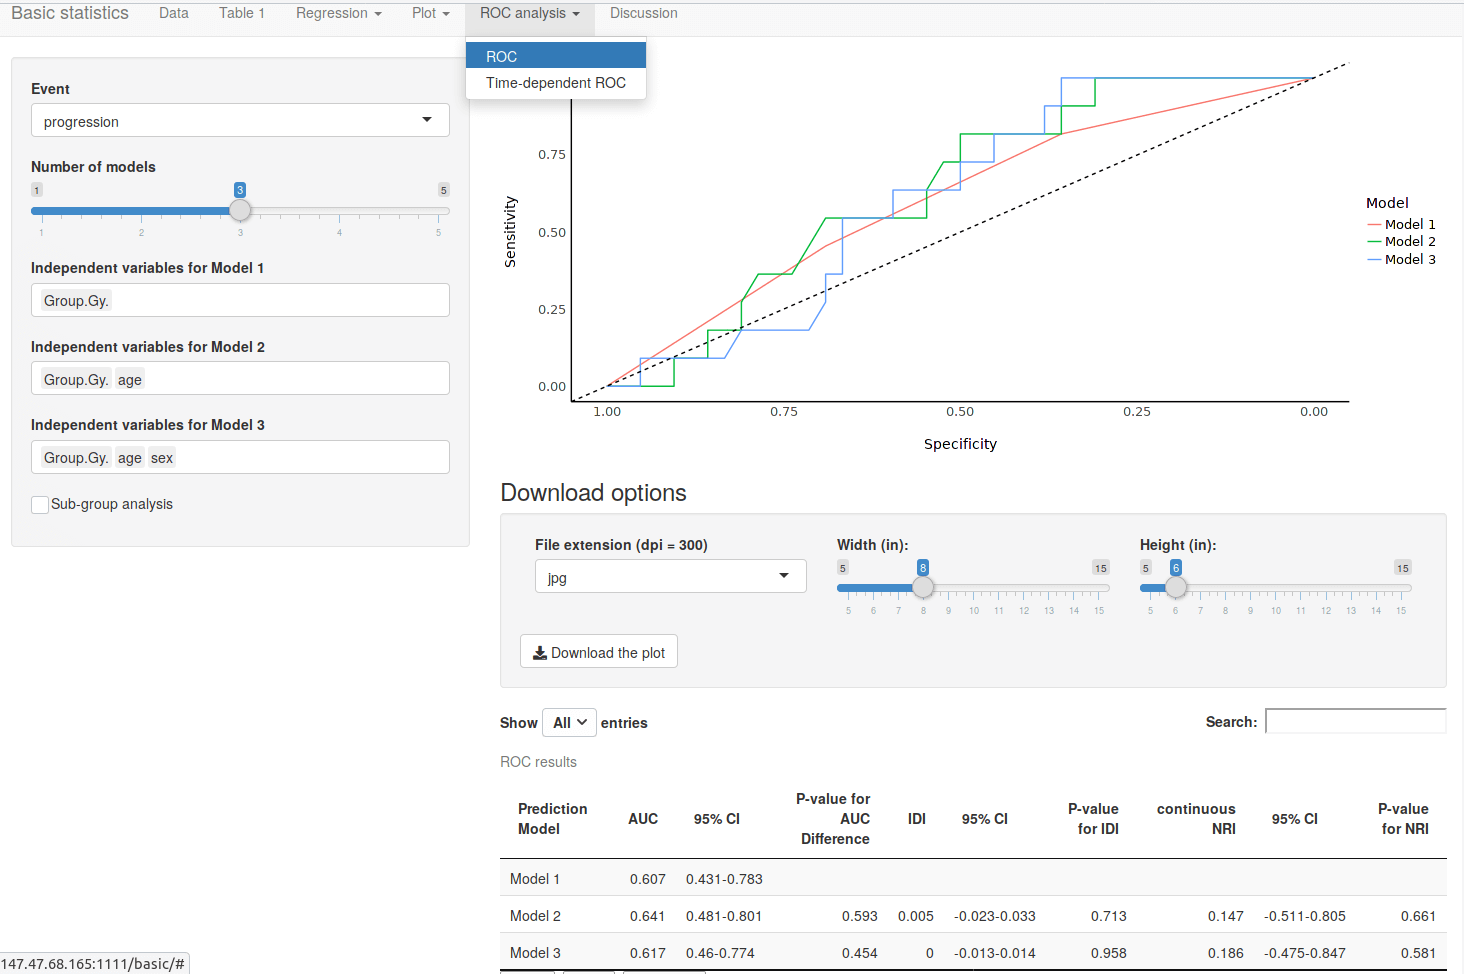 Basic statistics Data Table 1 Regression Plot ROC analysis Discussion
ROC
Time-dependent ROC
Event
progression
Number of models
1 3 5
1 2 3 4 5
Independent variables for Model 1
Group.Gy.
Independent variables for Model 2
Group.Gy. age
Independent variables for Model 3
Group.Gy. age sex
Sub-group analysis
0.75
0.50
0.25
0.00
Sensitivity
1.00 0.75 0.50 0.25 0.00
Specificity
Model
Model 1
Model 2
Model 3
Download options
File extension (dpi = 300)
jpg
Width (in):
5 8 15
5 6 7 8 9 10 11 12 13 14 15
Height (in):
5 6 15
5 6 7 8 9 10 11 12 13 14 15
Download the plot
Show All entries
Search:
ROC results
Prediction Model AUC 95% CI P-value for AUC Difference IDI 95% CI P-value for IDI continuous NRI 95% CI P-value for NRI
Model 1 0.607 0.431-0.783
Model 2 0.641 0.481-0.801 0.593 0.005 -0.023-0.033 0.713 0.147 -0.511-0.805 0.661
Model 3 0.617 0.46-0.774 0.454 0 -0.013-0.014 0.958 0.186 -0.475-0.847 0.581
147.47.68.165:1111/basic/#